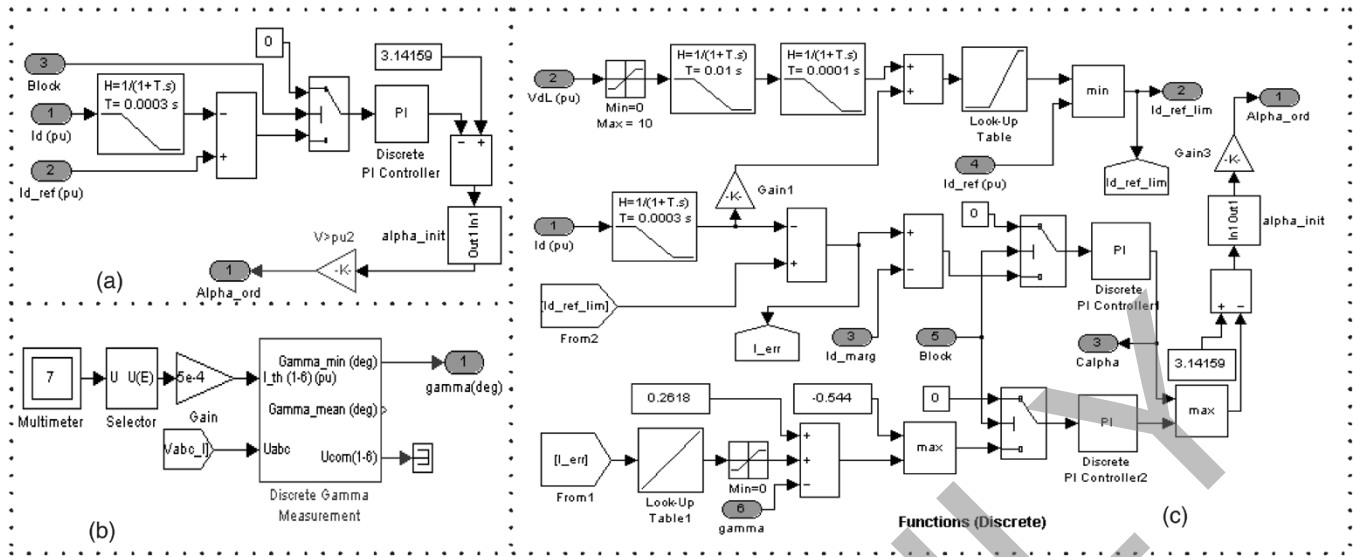 3
Block
0
3.14159
H=1/(1+T.s)
T= 0.0003 s
1
Id (pu)
2
Id_ref (pu)
−
+
PI
Discrete
PI Controller
−
+
Out1 In1
alpha_init
V>pu2
-K-
1
Alpha_ord
(a)
7
Multimeter
U U(E)
Selector
5e-4
Gain
Vabc_I]
Gamma_min (deg)
I_th (1-6) (pu)
Gamma_mean (deg)
Uabc
Ucom(1-6)
Discrete Gamma
Measurement
1
gamma(deg)
(b)
2
VdL (pu)
Min=0
Max = 10
H=1/(1+T.s)
T= 0.01 s
H=1/(1+T.s)
T= 0.0001 s
+
+
Look-Up
Table
min
2
Id_ref_lim
1
Alpha_ord
Gain3
-K-
4
Id_ref (pu)
Id_ref_lim
-K-
Gain1
1
Id (pu)
H=1/(1+T.s)
T= 0.0003 s
−
+
+
−
0
PI
Discrete
PI Controller1
In1Out1
alpha_init
+
−
[Id_ref_lim]
From2
I_err
3
Id_marg
5
Block
3
Calpha
3.14159
0.2618
-0.544
0
[I_err]
From1
Look-Up
Table1
Min=0
+
+
−
6
gamma
max
PI
Discrete
PI Controller2
max
Functions (Discrete)
(c)